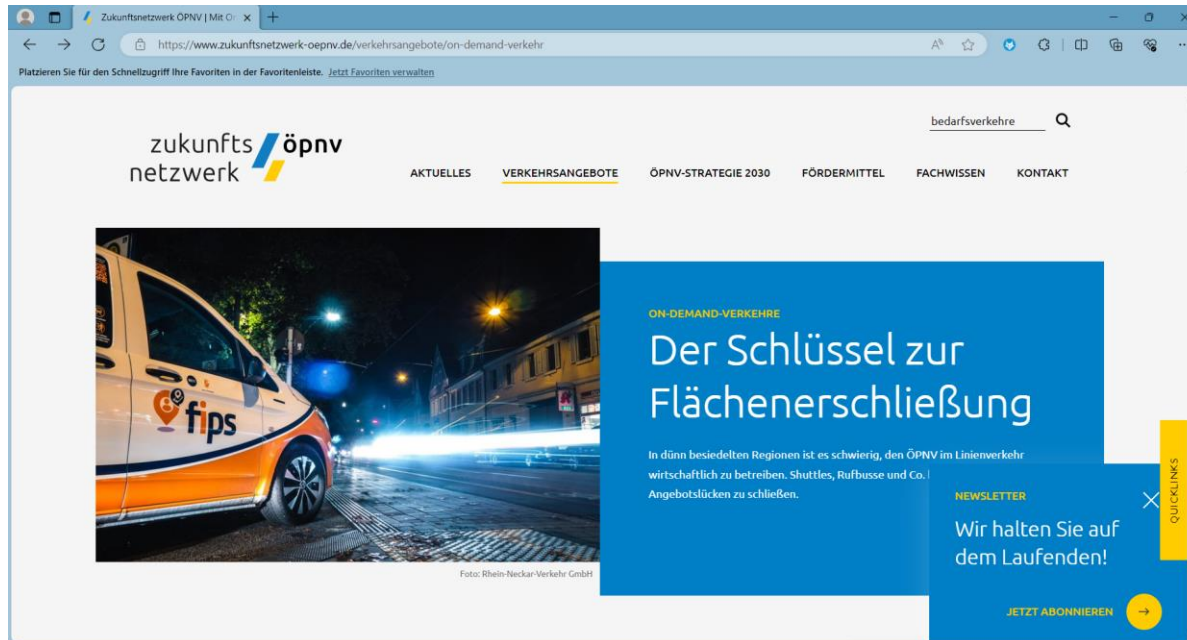 Zukunftsnetzwerk ÖPNV | Mit O
https://www.zukunftsnetzwerk-oepnv.de/verkehrsangebote/on-demand-verkehr
Platzieren Sie für den Schnellzugriff Ihre Favoriten in der Favoritenleiste. Jetzt Favoriten verwalten
bedarfsverkehre
zukunfts öpnv
netzwerk
AKTUELLES VERKEHRSANGEBOTE ÖPNV-STRATEGIE 2030 FÖRDERMITTEL FACHWISSEN KONTAKT
fips
ON-DEMAND-VERKEHRE
Der Schlüssel zur
Flächenerschließung
In dünn besiedelten Regionen ist es schwierig, den ÖPNV im Linienverkehr
wirtschaftlich zu betreiben. Shuttles, Rufbusse und Co.
Angebotslücken zu schließen.
Foto: Rhein-Neckar-Verkehr GmbH
QUICKLINKS
NEWSLETTER
Wir halten Sie auf
dem Laufenden!
JETZT ABONNIEREN